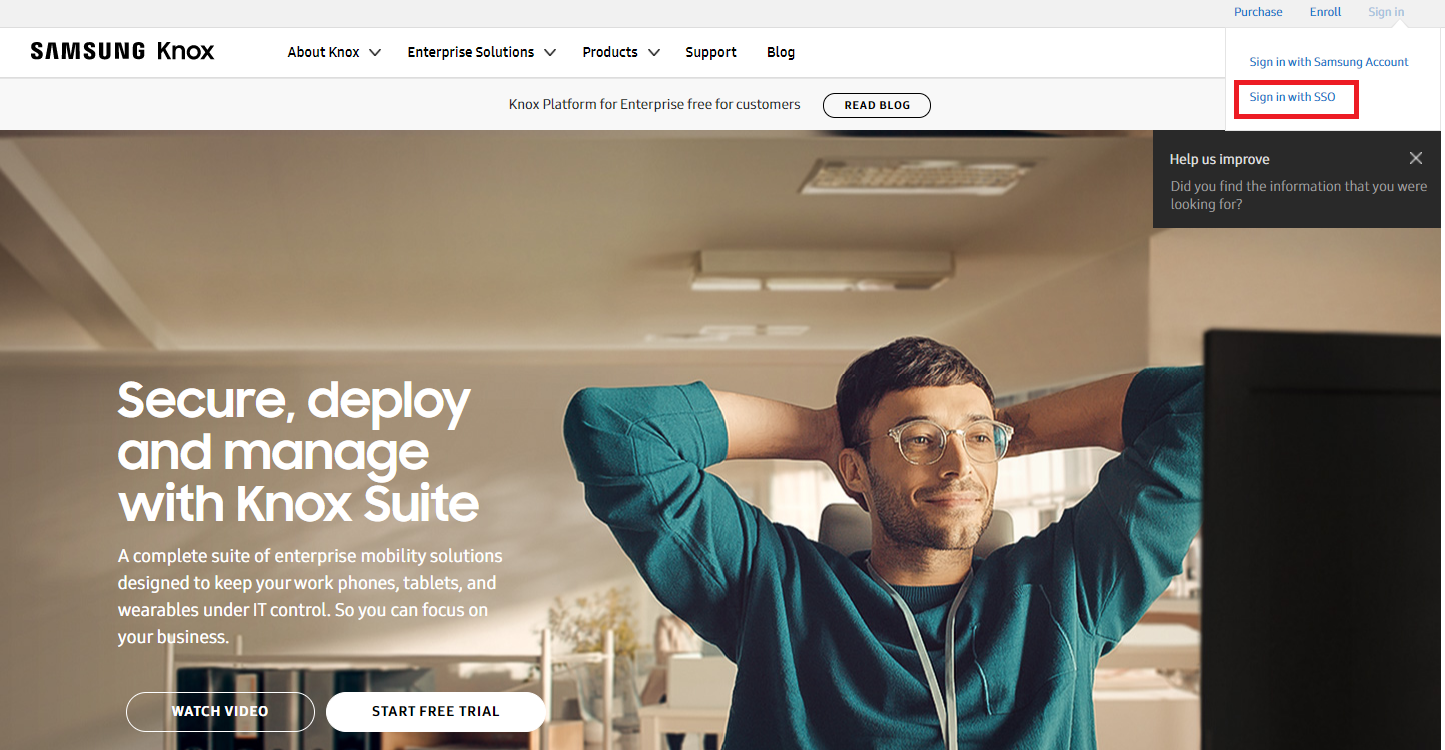 Purchase Enroll Sign in
SAMSUNG Knox About Knox Enterprise Solutions Products Support Blog
Sign in with Samsung Account
Sign in with SSO
Knox Platform for Enterprise free for customers READ BLOG
Help us improve
Did you find the information that you were
looking for?
Secure, deploy
and manage
with Knox Suite
A complete suite of enterprise mobility solutions
designed to keep your work phones, tablets, and
wearables under IT control. So you can focus on
your business.
WATCH VIDEO START FREE TRIAL